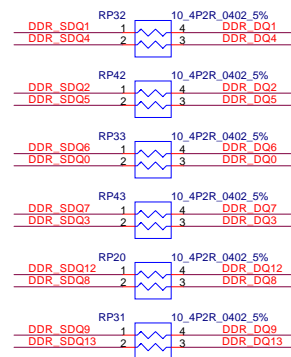 RP32 10_4P2R_0402_5%
DDR_SDQ1 1 4 DDR_DQ1
DDR_SDQ4 2 3 DDR_DQ4
RP42 10_4P2R_0402_5%
DDR_SDQ2 1 4 DDR_DQ2
DDR_SDQ5 2 3 DDR_DQ5
RP33 10_4P2R_0402_5%
DDR_SDQ6 1 4 DDR_DQ6
DDR_SDQ0 2 3 DDR_DQ0
RP43 10_4P2R_0402_5%
DDR_SDQ7 1 4 DDR_DQ7
DDR_SDQ3 2 3 DDR_DQ3
RP20 10_4P2R_0402_5%
DDR_SDQ12 1 4 DDR_DQ12
DDR_SDQ8 2 3 DDR_DQ8
RP31 10_4P2R_0402_5%
DDR_SDQ9 1 4 DDR_DQ9
DDR_SDQ13 2 3 DDR_DQ13